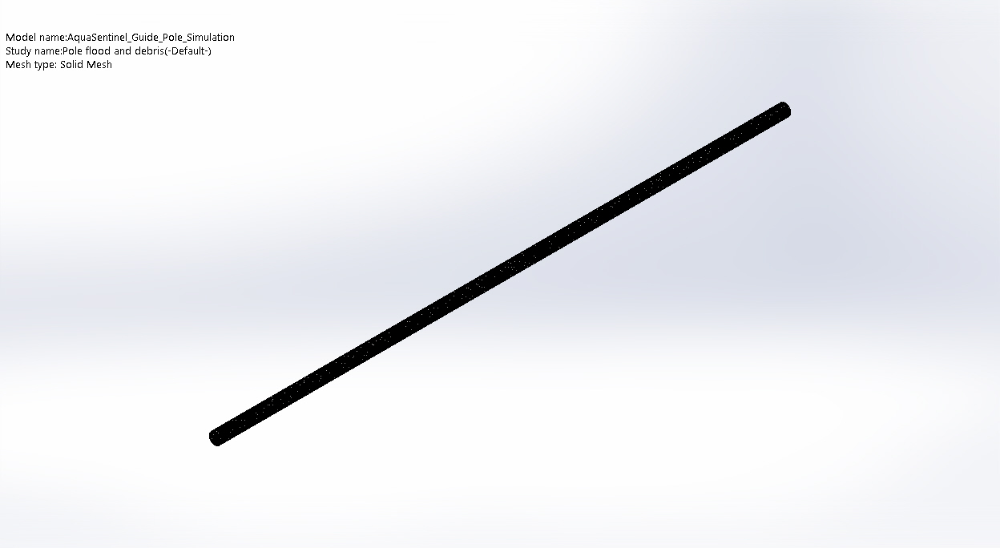 Model name:AquaSentinel_Guide_Pole_Simulation
Study name:Pole flood and debris(-Default-)
Mesh type: Solid Mesh